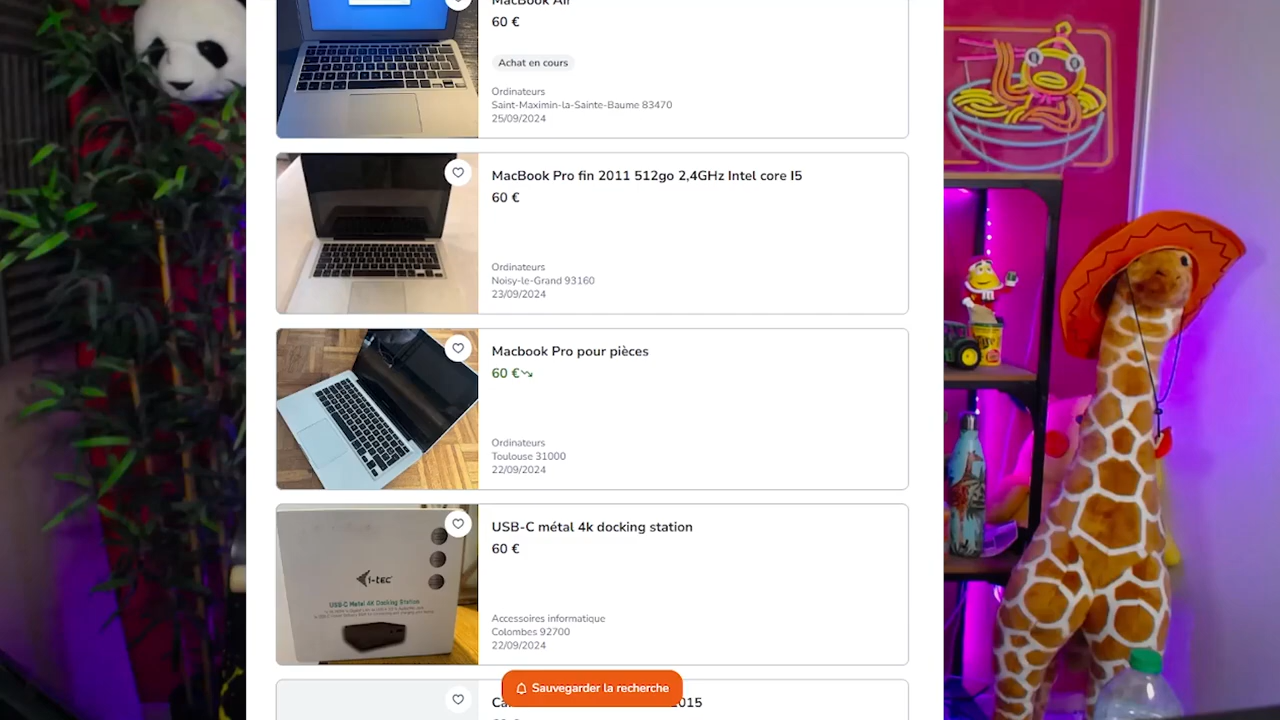 MacBook Air
60 €
Achat en cours
Ordinateurs
Saint-Maximin-la-Sainte-Baume 83470
25/09/2024
MacBook Pro fin 2011 512go 2,4GHz Intel core I5
60 €
Ordinateurs
Noisy-le-Grand 93160
23/09/2024
Macbook Pro pour pièces
60 €
Ordinateurs
Toulouse 31000
22/09/2024
USB-C métal 4k docking station
60 €
i-tec
USB-C Metal 4K Docking Station
Accessoires informatique
Colombes 92700
22/09/2024
Sauvegarder la recherche
2015